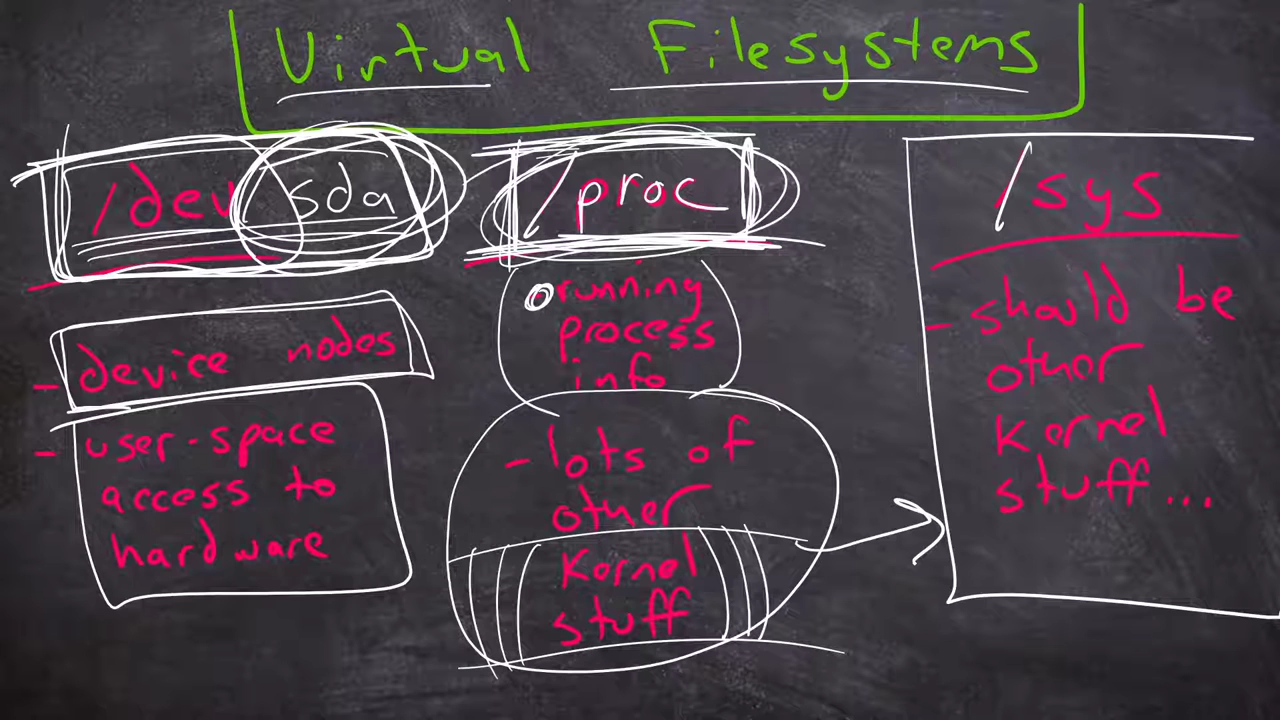 Virtual Filesystems
/dev sda
- device nodes
- user-space
access to
hardware
/proc
running
process
info
- lots of
other
Kernel
stuff
/sys
- should be
other
Kernel
stuff...